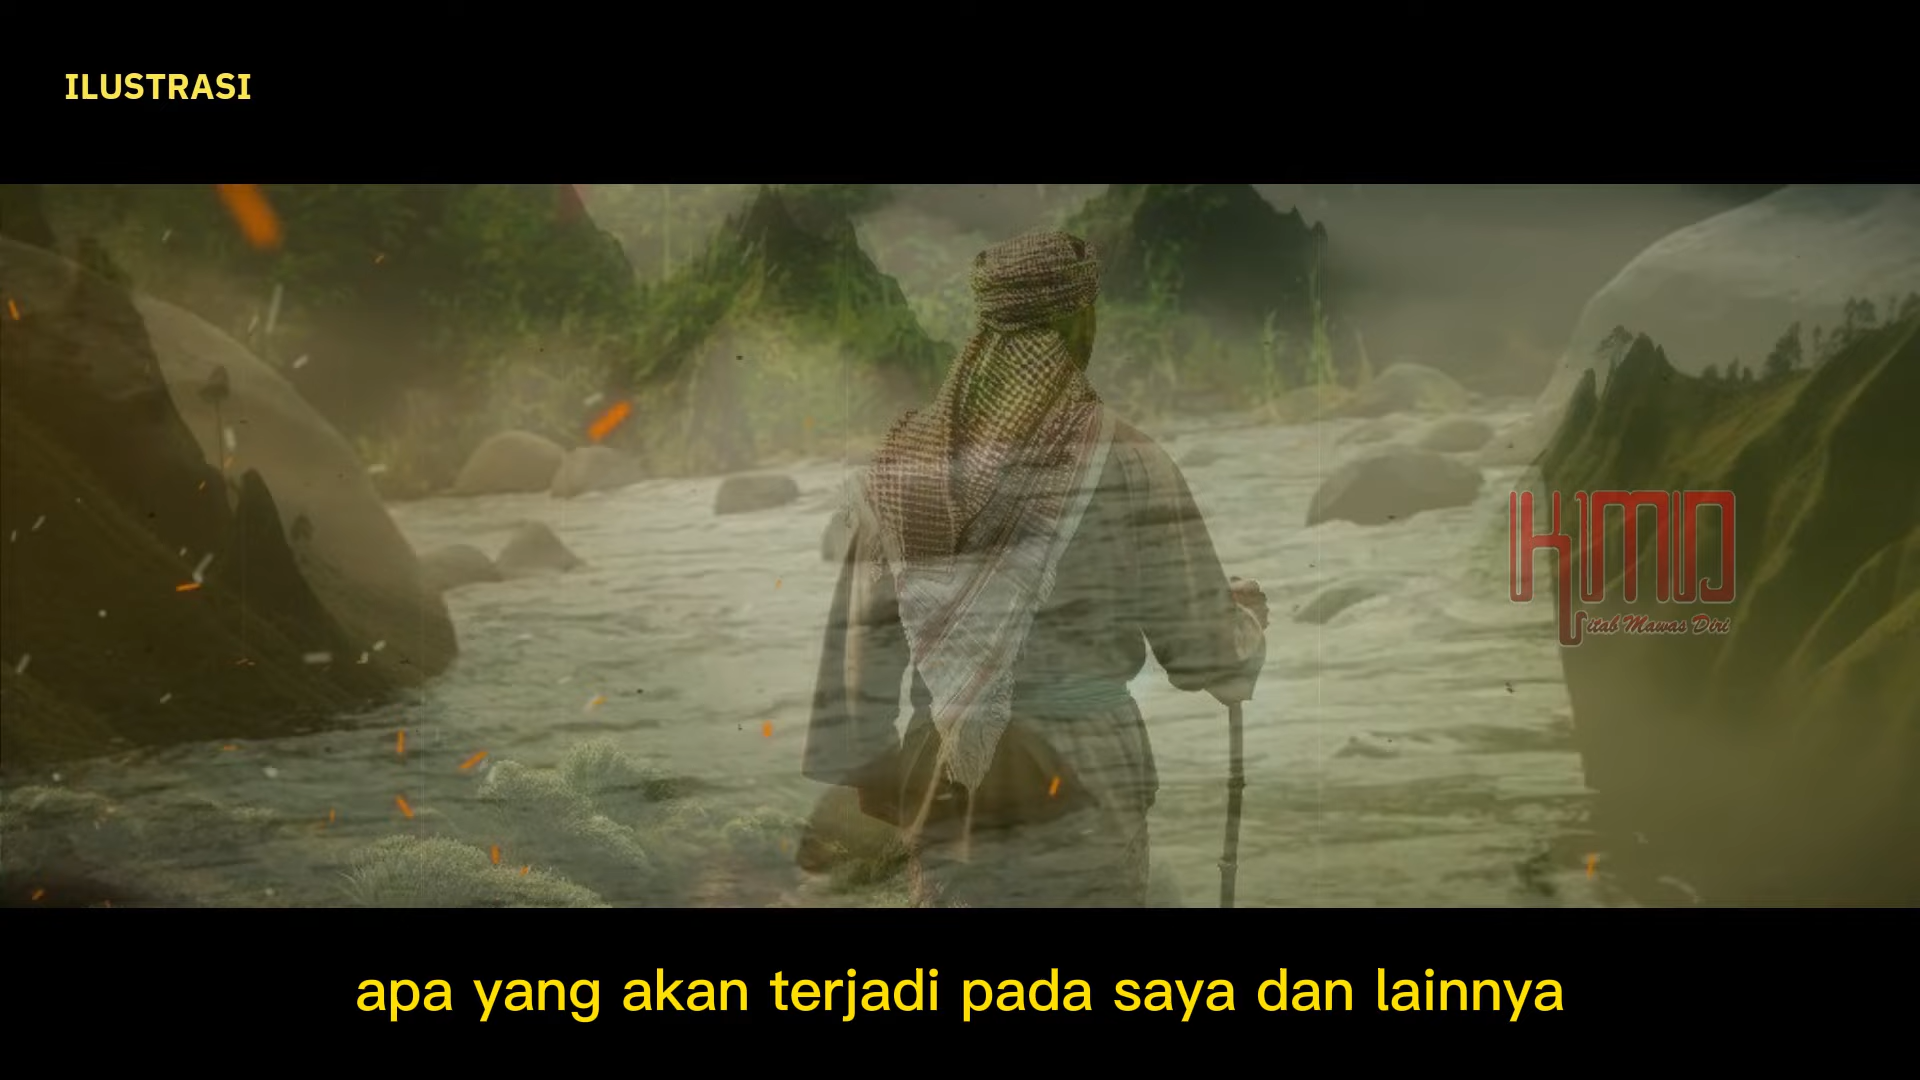 ILUSTRASI
KMD
Kitab Mawas Diri
apa yang akan terjadi pada saya dan lainnya